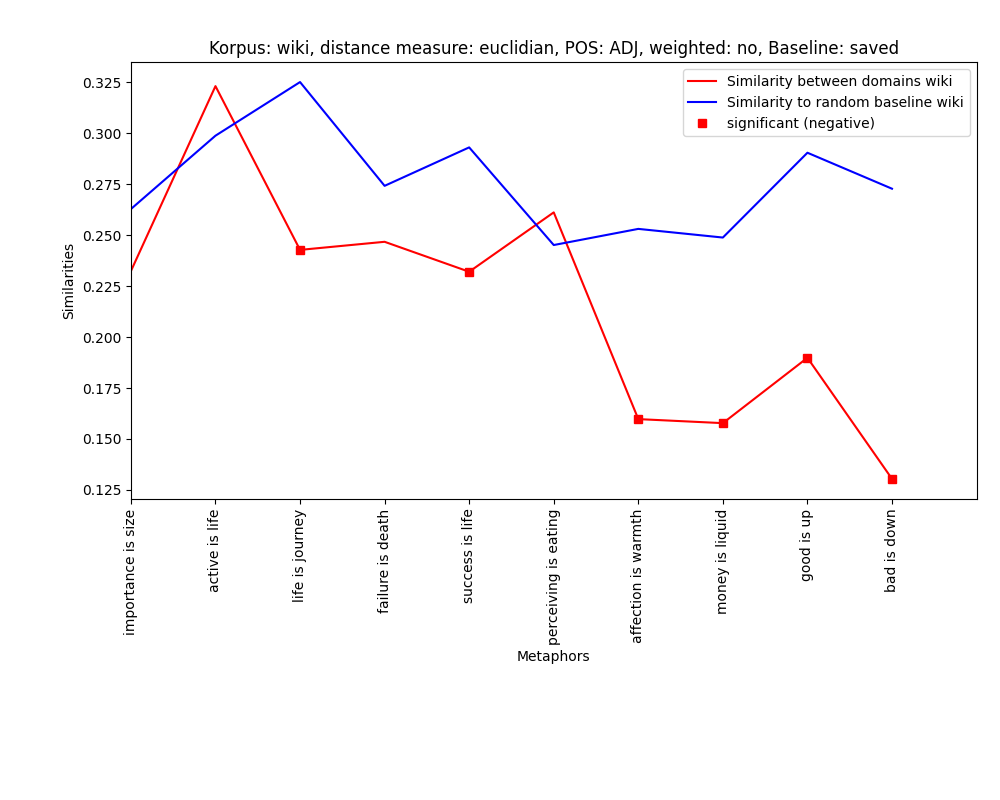 Korpus: wiki, distance measure: euclidian, POS: ADJ, weighted: no, Baseline: saved
Similarity between domains wiki
Similarity to random baseline wiki
significant (negative)
Similarities
0.325
0.300
0.275
0.250
0.225
0.200
0.175
0.150
0.125
importance is size
active is life
life is journey
failure is death
success is life
perceiving is eating
affection is warmth
money is liquid
good is up
bad is down
Metaphors